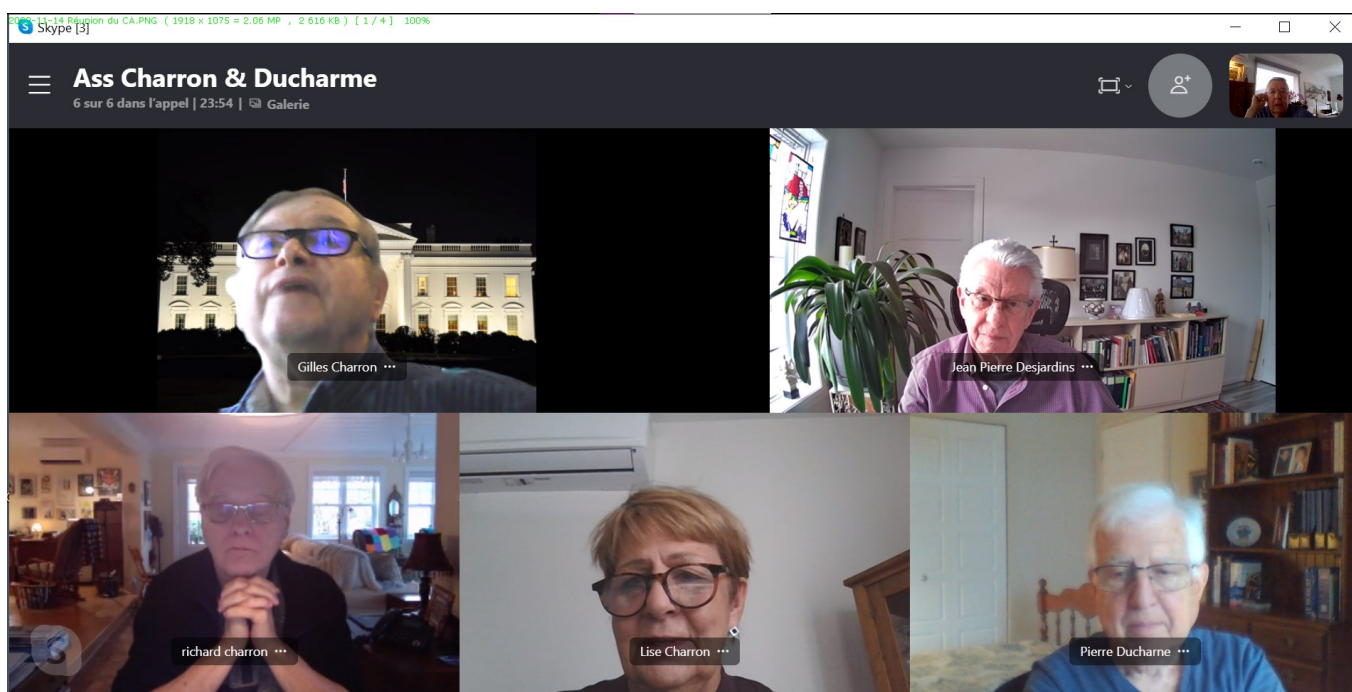 2020-11-14 Réunion du CA.PNG ( 1918 x 1075 = 2.06 MP , 2 616 KB ) [ 1 / 4 ] 100%
Skype [3]
Ass Charron & Ducharme
6 sur 6 dans l'appel | 23:54 | Galerie
Gilles Charron ···
Jean Pierre Desjardins ···
richard charron ···
Lise Charron ···
Pierre Ducharne ···